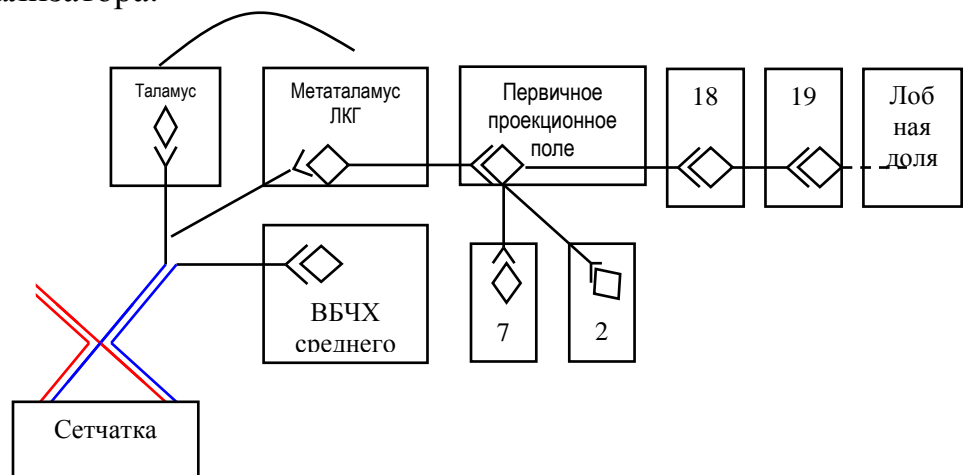 Таламус
Метаталамус
ЛКГ
Первичное
проекционное
поле
18
19
Лоб
ная
доля
ВБЧХ
среднего
7
2
Сетчатка